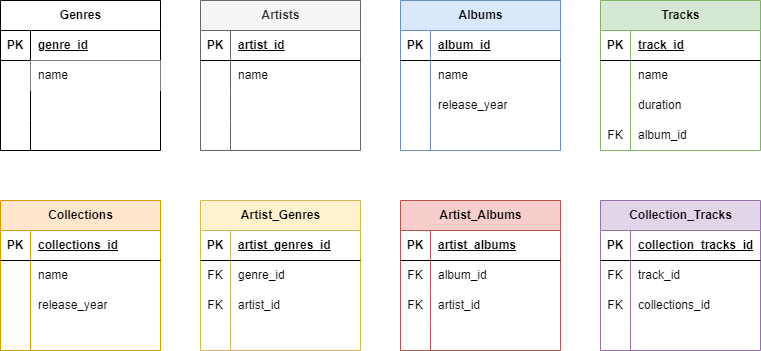 Genres
PK genre_id
name
Artists
PK artist_id
name
Albums
PK album_id
name
release_year
Tracks
PK track_id
name
duration
FK album_id
Collections
PK collections_id
name
release_year
Artist_Genres
PK artist_genres_id
FK genre_id
FK artist_id
Artist_Albums
PK artist_albums
FK album_id
FK artist_id
Collection_Tracks
PK collection_tracks_id
FK track_id
FK collections_id